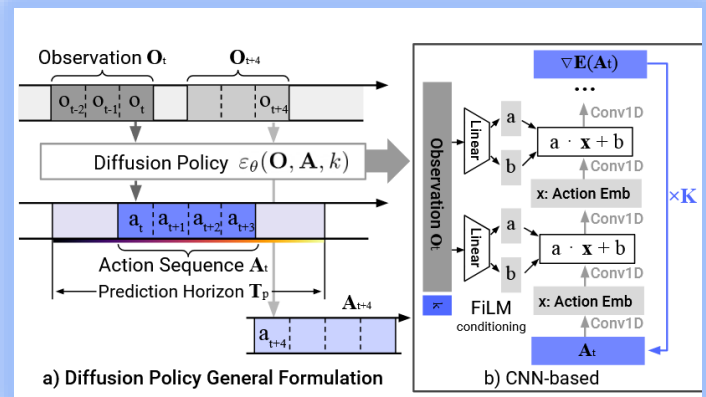 Observation Oₜ
Oₜ₊₄
oₜ₋₂ oₜ₋₁ oₜ
oₜ₊₄
Diffusion Policy ε_θ(O, A, k)
aₜ aₜ₊₁ aₜ₊₂ aₜ₊₃
Action Sequence Aₜ
Prediction Horizon Tₚ
Aₜ₊₄
aₜ₊₄
a) Diffusion Policy General Formulation
∇E(Aₜ)
...
Conv1D
a · x + b
Conv1D
x: Action Emb
Conv1D
a · x + b
Conv1D
x: Action Emb
Conv1D
Aₜ
×K
Observation Oₜ
Linear
a
b
Linear
a
b
K
FiLM
conditioning
b) CNN-based